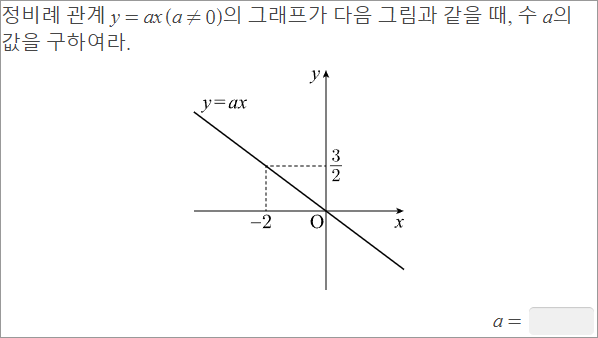 정비례 관계 y = ax (a ≠ 0)의 그래프가 다음 그림과 같을 때, 수 a의
값을 구하여라.
y
y=ax
3/2
−2
O
x
a =